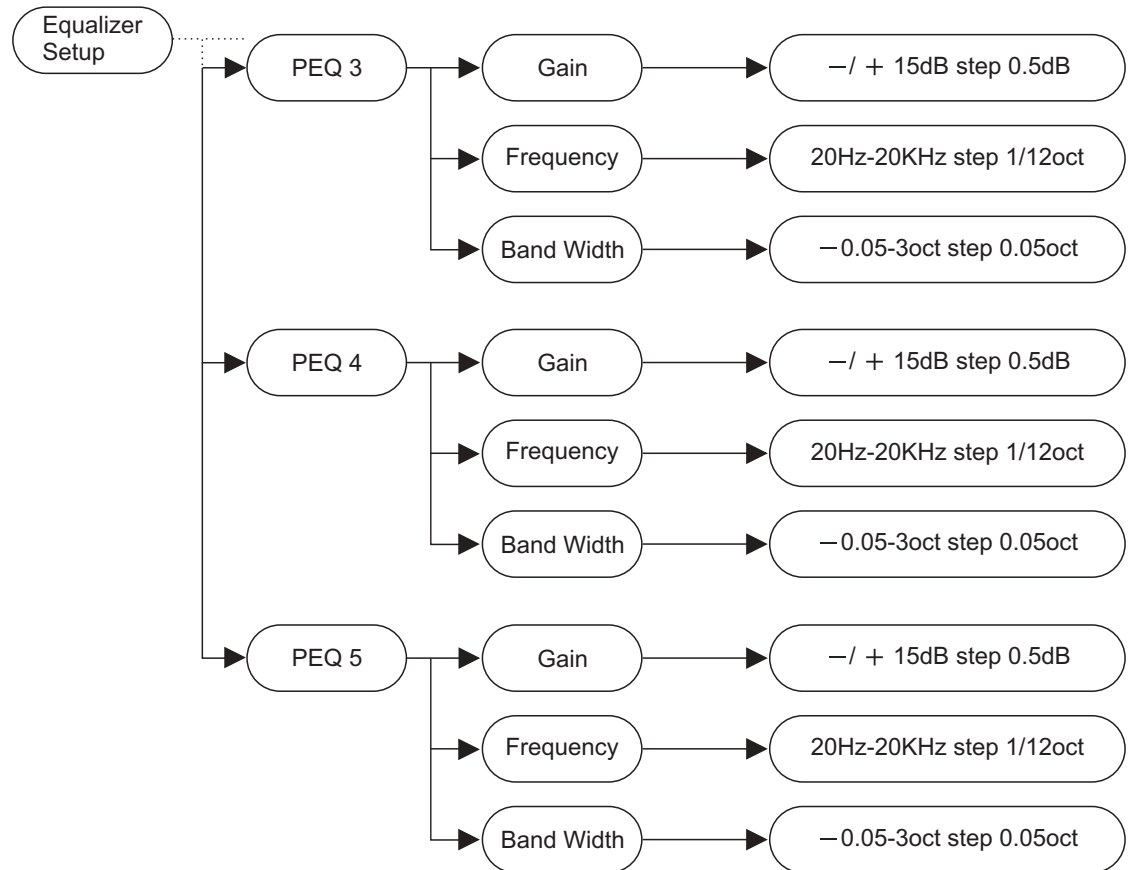 Equalizer
Setup
PEQ 3
Gain
−/ + 15dB step 0.5dB
Frequency
20Hz-20KHz step 1/12oct
Band Width
−0.05-3oct step 0.05oct
PEQ 4
Gain
−/ + 15dB step 0.5dB
Frequency
20Hz-20KHz step 1/12oct
Band Width
−0.05-3oct step 0.05oct
PEQ 5
Gain
−/ + 15dB step 0.5dB
Frequency
20Hz-20KHz step 1/12oct
Band Width
−0.05-3oct step 0.05oct